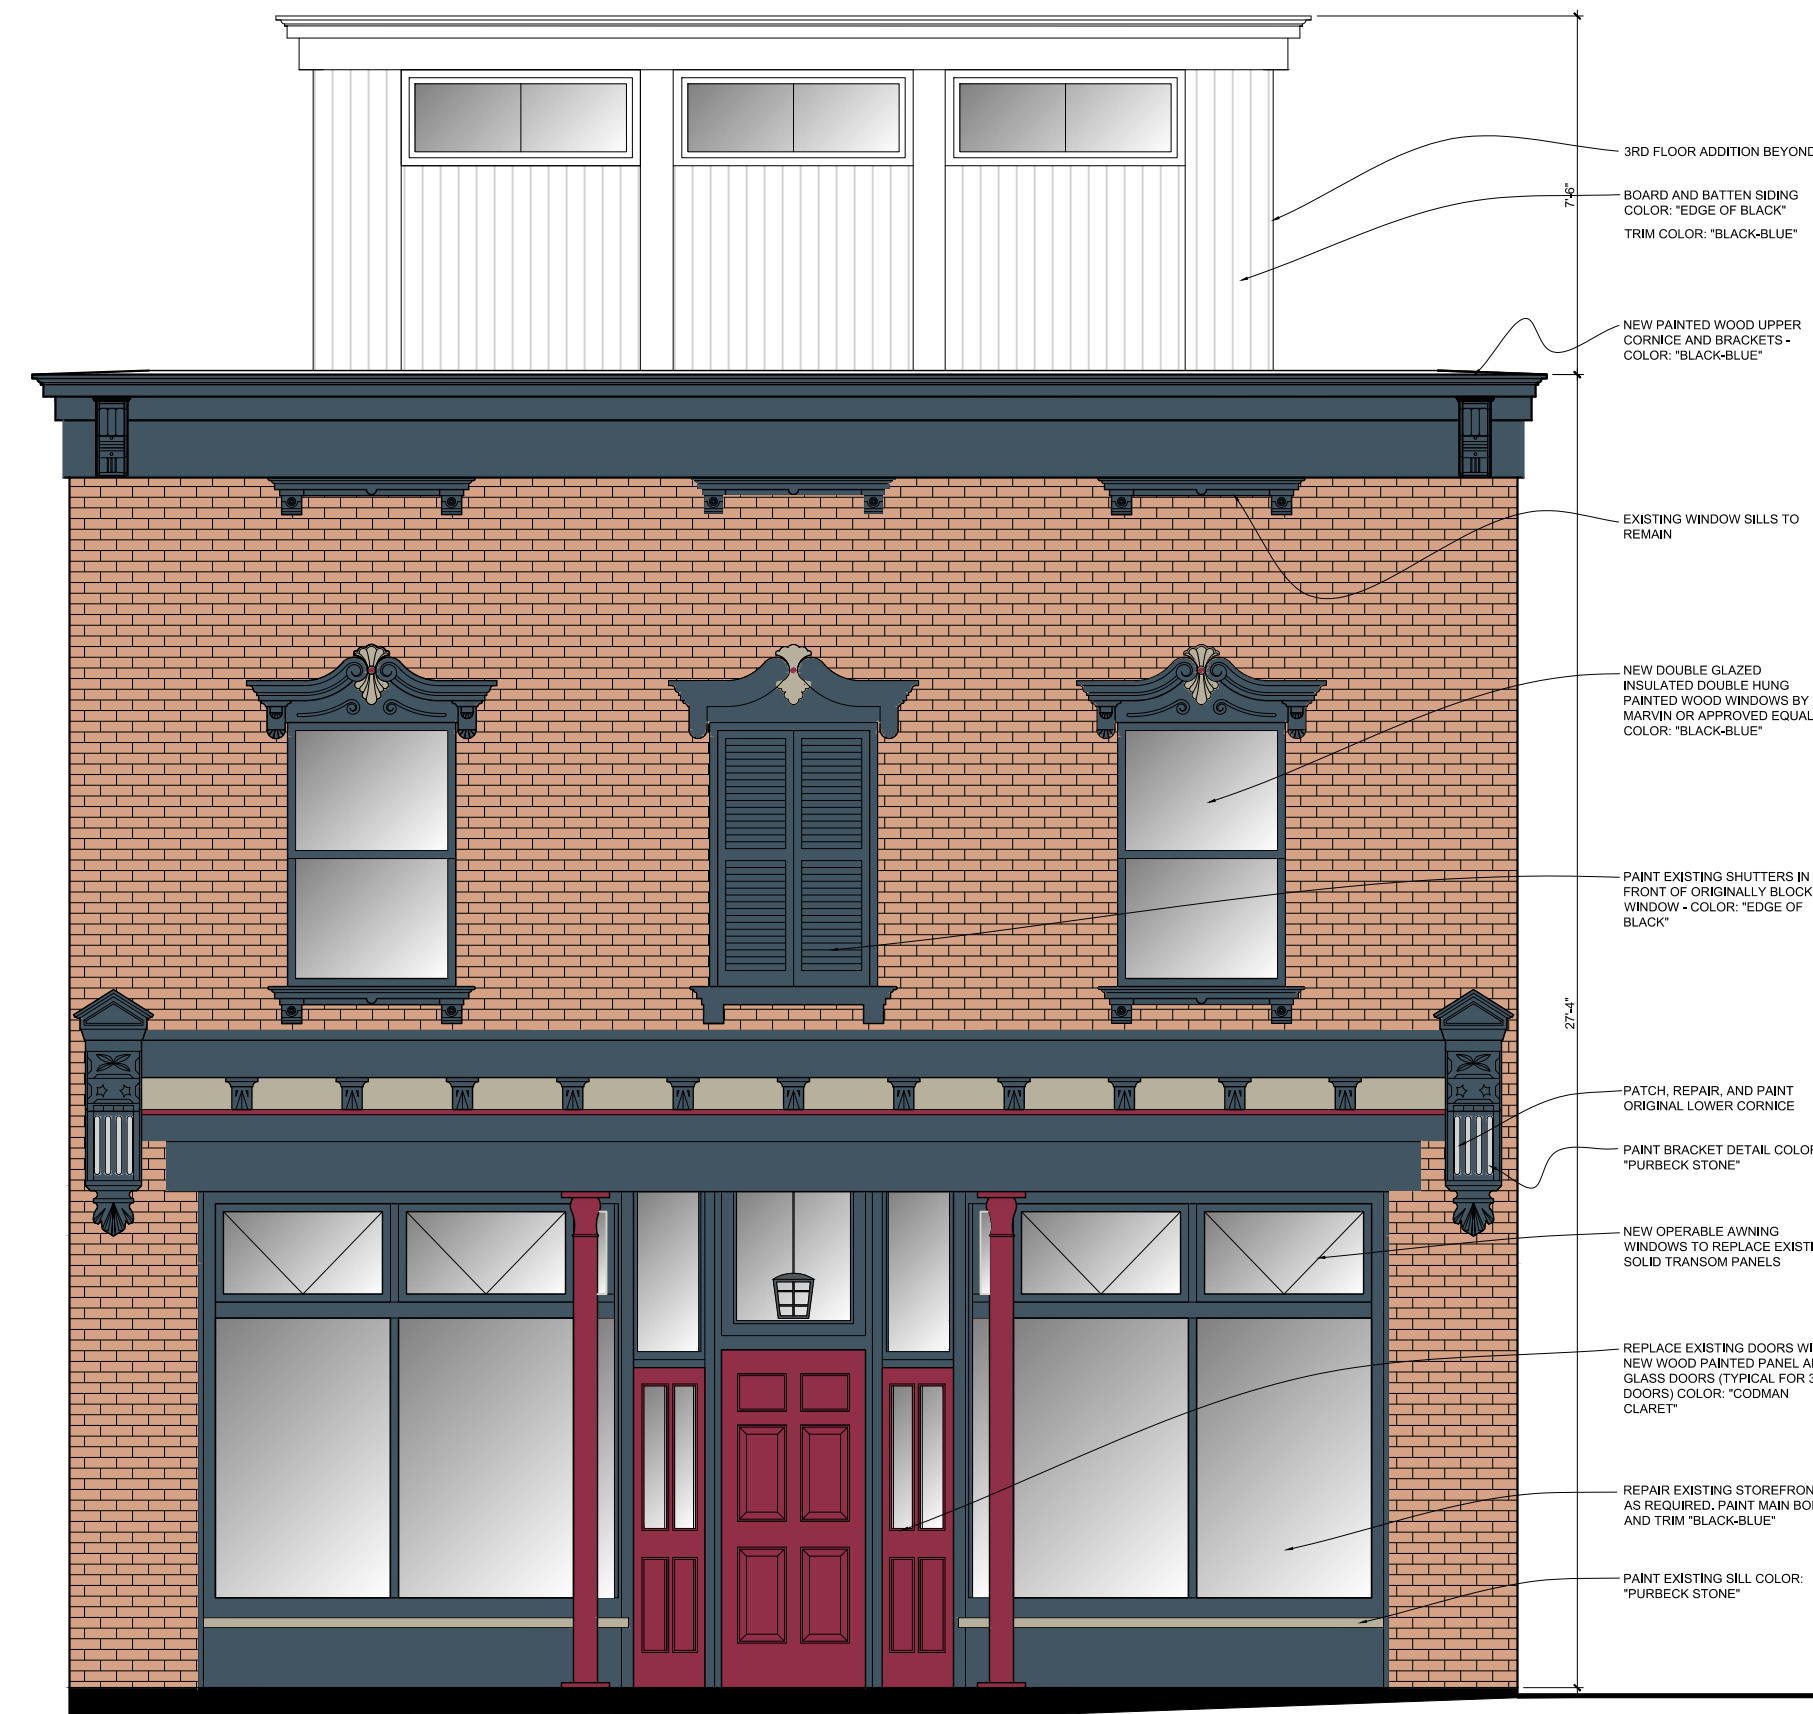 3RD FLOOR ADDITION BEYOND
7'-6"
BOARD AND BATTEN SIDING
COLOR: "EDGE OF BLACK"
TRIM COLOR: "BLACK-BLUE"
NEW PAINTED WOOD UPPER
CORNICE AND BRACKETS -
COLOR: "BLACK-BLUE"
EXISTING WINDOW SILLS TO
REMAIN
NEW DOUBLE GLAZED
INSULATED DOUBLE HUNG
PAINTED WOOD WINDOWS BY
MARVIN OR APPROVED EQUAL
COLOR: "BLACK-BLUE"
PAINT EXISTING SHUTTERS IN
FRONT OF ORIGINALLY BLOCK
WINDOW - COLOR: "EDGE OF
BLACK"
27'-4"
PATCH, REPAIR, AND PAINT
ORIGINAL LOWER CORNICE
PAINT BRACKET DETAIL COLOR
"PURBECK STONE"
NEW OPERABLE AWNING
WINDOWS TO REPLACE EXISTI
SOLID TRANSOM PANELS
REPLACE EXISTING DOORS WI
NEW WOOD PAINTED PANEL A
GLASS DOORS (TYPICAL FOR 3
DOORS) COLOR: "CODMAN
CLARET"
REPAIR EXISTING STOREFRON
AS REQUIRED. PAINT MAIN BO
AND TRIM "BLACK-BLUE"
PAINT EXISTING SILL COLOR:
"PURBECK STONE"